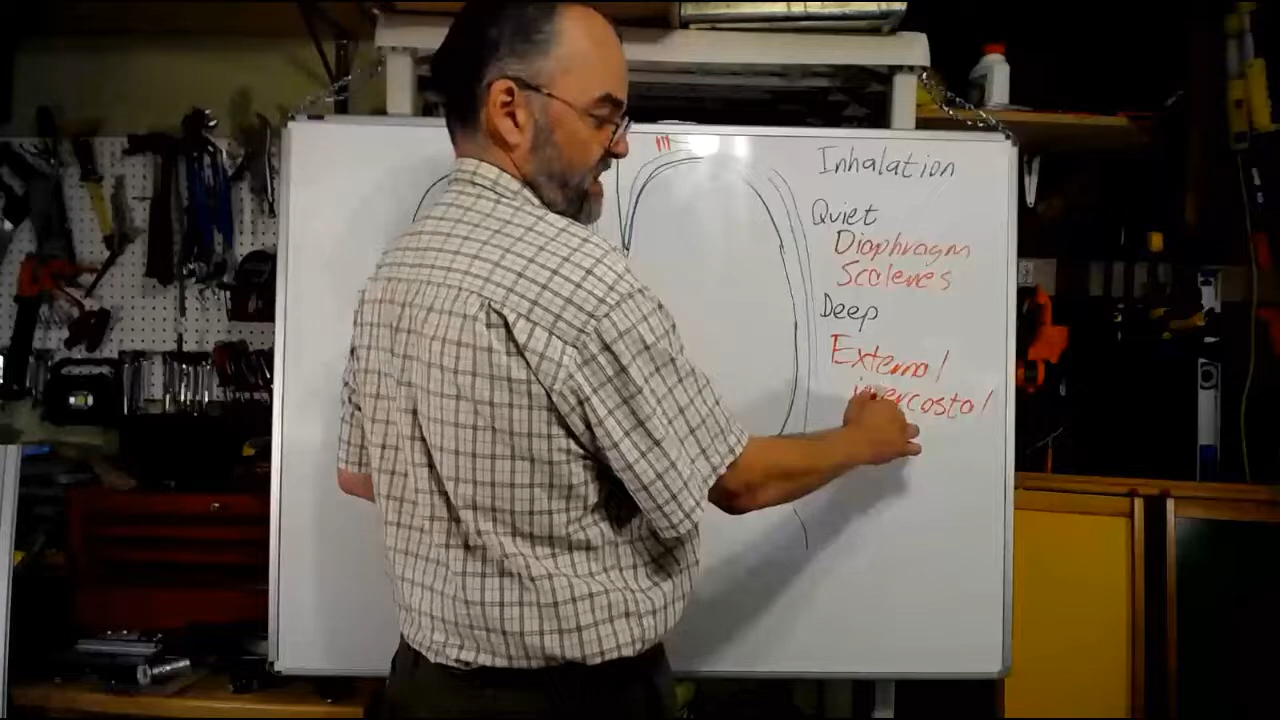 Inhalation
Quiet
Diaphragm
Scalenes
Deep
External
intercostal